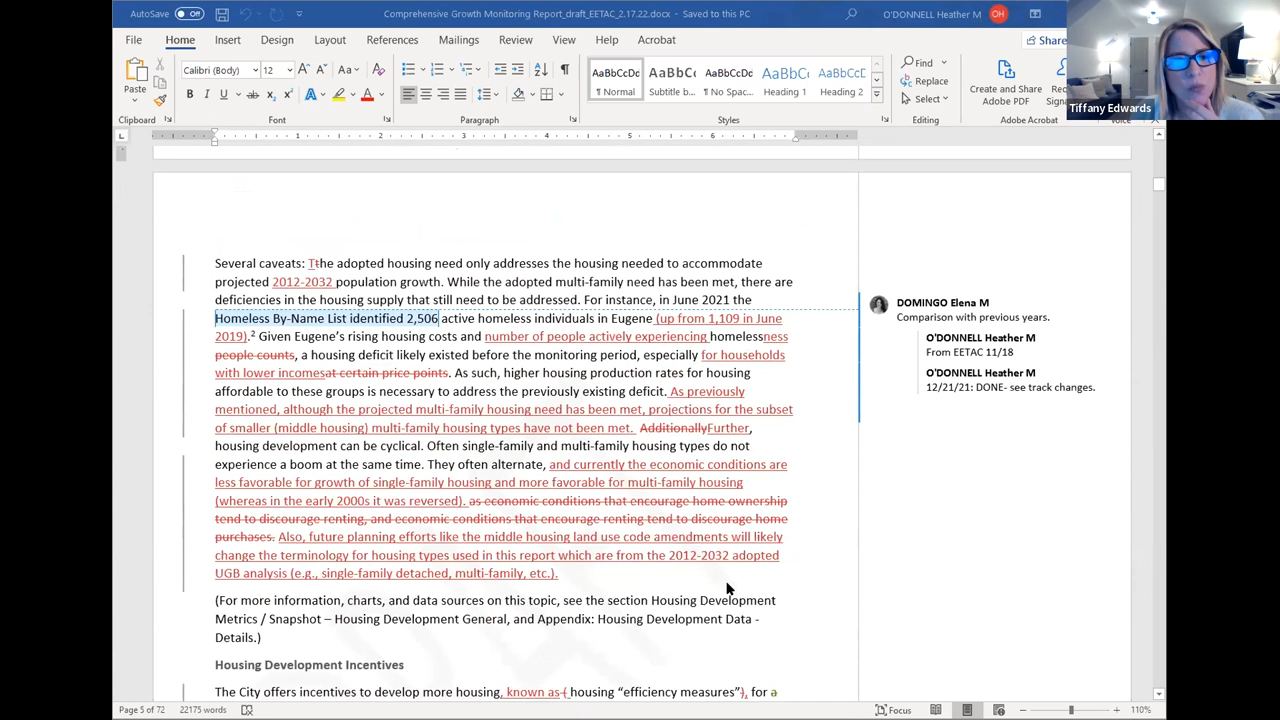 AutoSave Off
Comprehensive Growth Monitoring Report_draft_EETAC_2.17.22.docx - Saved to this PC
O'DONNELL Heather M OH
File Home Insert Design Layout References Mailings Review View Help Acrobat Share
Tiffany Edwards
Calibri (Body) 12
AaBbCcDd AaBbCcD AaBbCcDd AaBbCc AaBbCcD
¶ Normal Subtitle b... ¶ No Spac... Heading 1 Heading 2
Paste
Find
Replace
Select
Create and Share
Adobe PDF
Clipboard Font Paragraph Styles Editing Adobe Acrobat
1 2 3 4 5 6
Several caveats: Tthe adopted housing need only addresses the housing needed to accommodate
projected 2012-2032 population growth. While the adopted multi-family need has been met, there are
deficiencies in the housing supply that still need to be addressed. For instance, in June 2021 the
Homeless By-Name List identified 2,506 active homeless individuals in Eugene (up from 1,109 in June
2019).² Given Eugene's rising housing costs and number of people actively experiencing homelessness
people counts, a housing deficit likely existed before the monitoring period, especially for households
with lower incomesat certain price points. As such, higher housing production rates for housing
affordable to these groups is necessary to address the previously existing deficit. As previously
mentioned, although the projected multi-family housing need has been met, projections for the subset
of smaller (middle housing) multi-family housing types have not been met. AdditionallyFurther,
housing development can be cyclical. Often single-family and multi-family housing types do not
experience a boom at the same time. They often alternate, and currently the economic conditions are
less favorable for growth of single-family housing and more favorable for multi-family housing
(whereas in the early 2000s it was reversed). as economic conditions that encourage home ownership
tend to discourage renting, and economic conditions that encourage renting tend to discourage home
purchases. Also, future planning efforts like the middle housing land use code amendments will likely
change the terminology for housing types used in this report which are from the 2012-2032 adopted
UGB analysis (e.g., single-family detached, multi-family, etc.).
(For more information, charts, and data sources on this topic, see the section Housing Development
Metrics / Snapshot – Housing Development General, and Appendix: Housing Development Data -
Details.)
Housing Development Incentives
The City offers incentives to develop more housing, known as ( housing “efficiency measures”), for a
DOMINGO Elena M
Comparison with previous years.
O'DONNELL Heather M
From EETAC 11/18
O'DONNELL Heather M
12/21/21: DONE- see track changes.
Page 5 of 72 22175 words Focus 110%